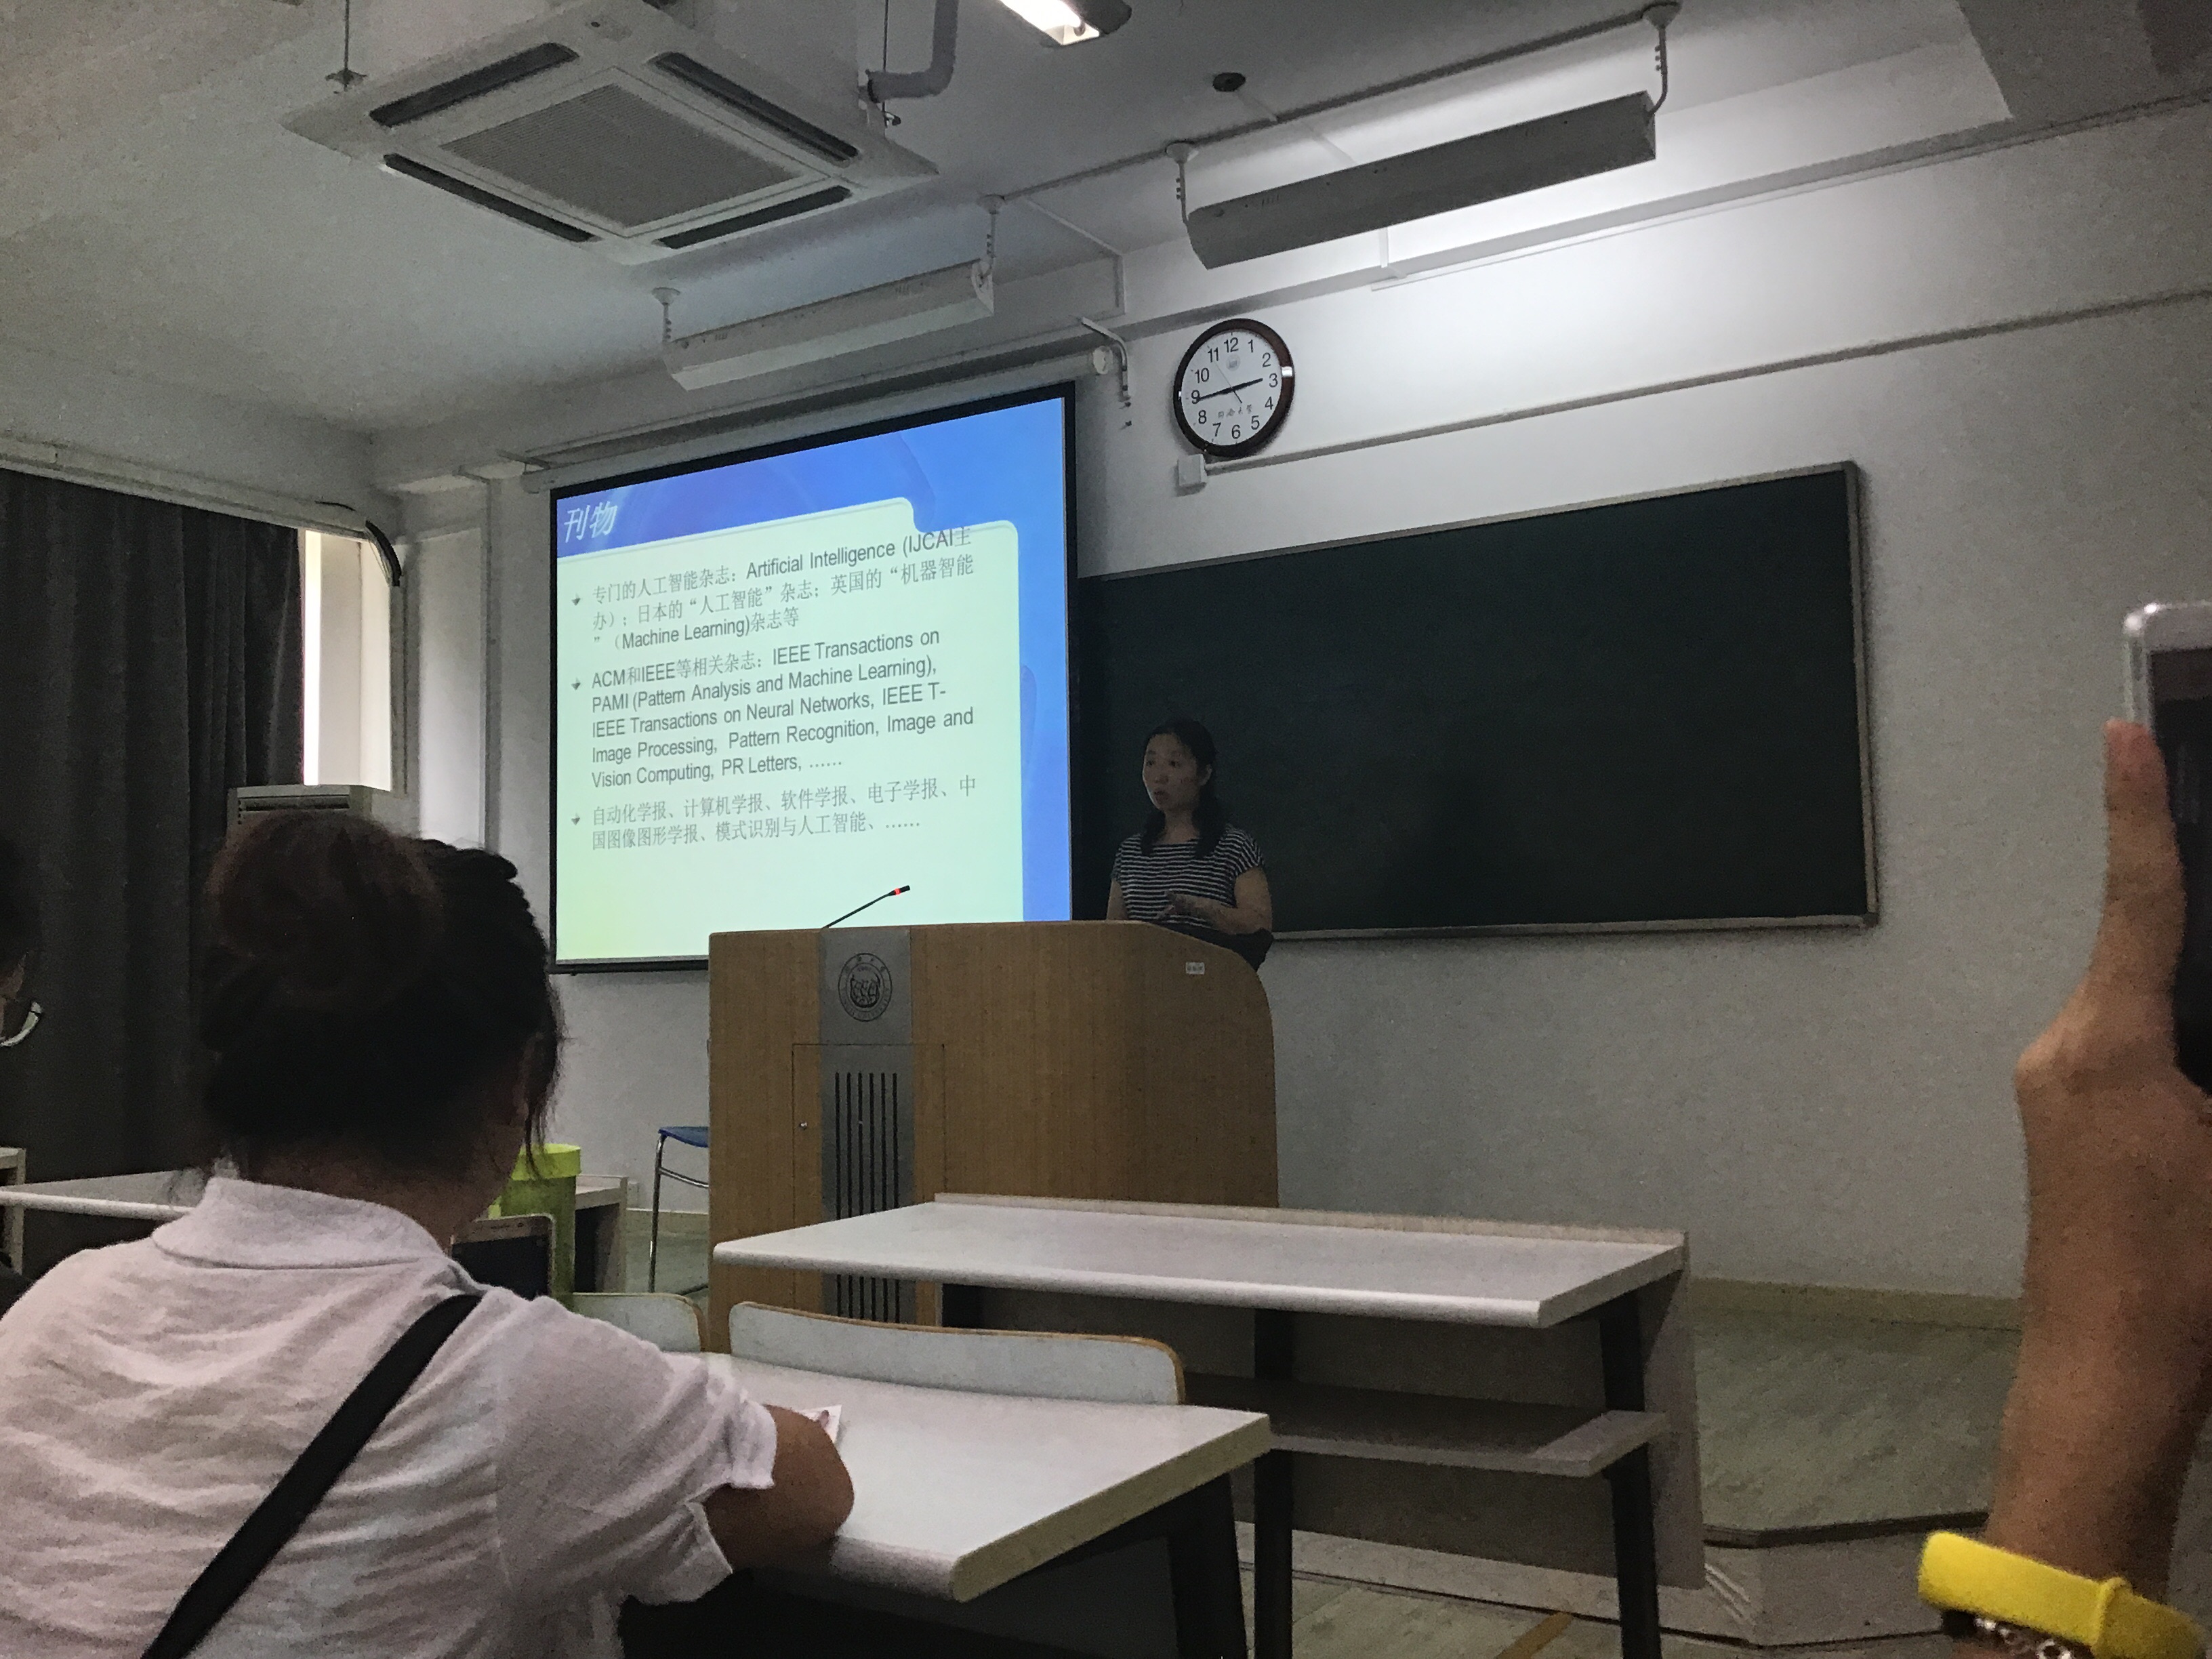 12
1
2
3
4
5
6
7
8
9
10
11
同济大学
刊物
专门的人工智能杂志：Artificial Intelligence (IJCAI主
办）；日本的“人工智能”杂志；英国的“机器智能
”（Machine Learning)杂志等
ACM和IEEE等相关杂志：IEEE Transactions on
PAMI (Pattern Analysis and Machine Learning),
IEEE Transactions on Neural Networks, IEEE T-
Image Processing, Pattern Recognition, Image and
Vision Computing, PR Letters, ……
自动化学报、计算机学报、软件学报、电子学报、中
国图像图形学报、模式识别与人工智能、……